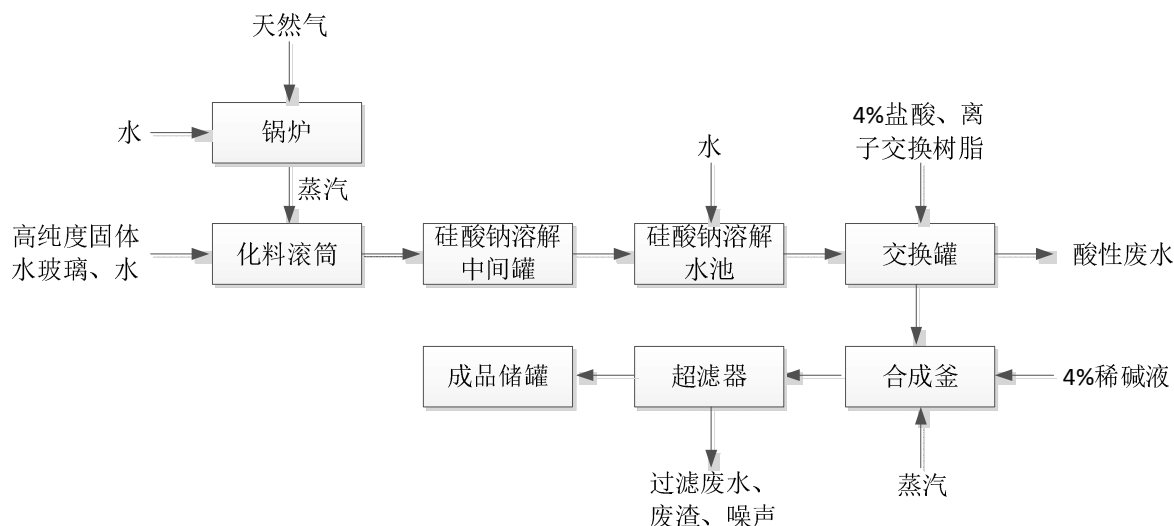 天然气
水
锅炉
蒸汽
4%盐酸、离
子交换树脂
水
高纯度固体
水玻璃、水
化料滚筒
硅酸钠溶解
中间罐
硅酸钠溶解
水池
交换罐
酸性废水
成品储罐
超滤器
合成釜
4%稀碱液
过滤废水、
废渣、噪声
蒸汽